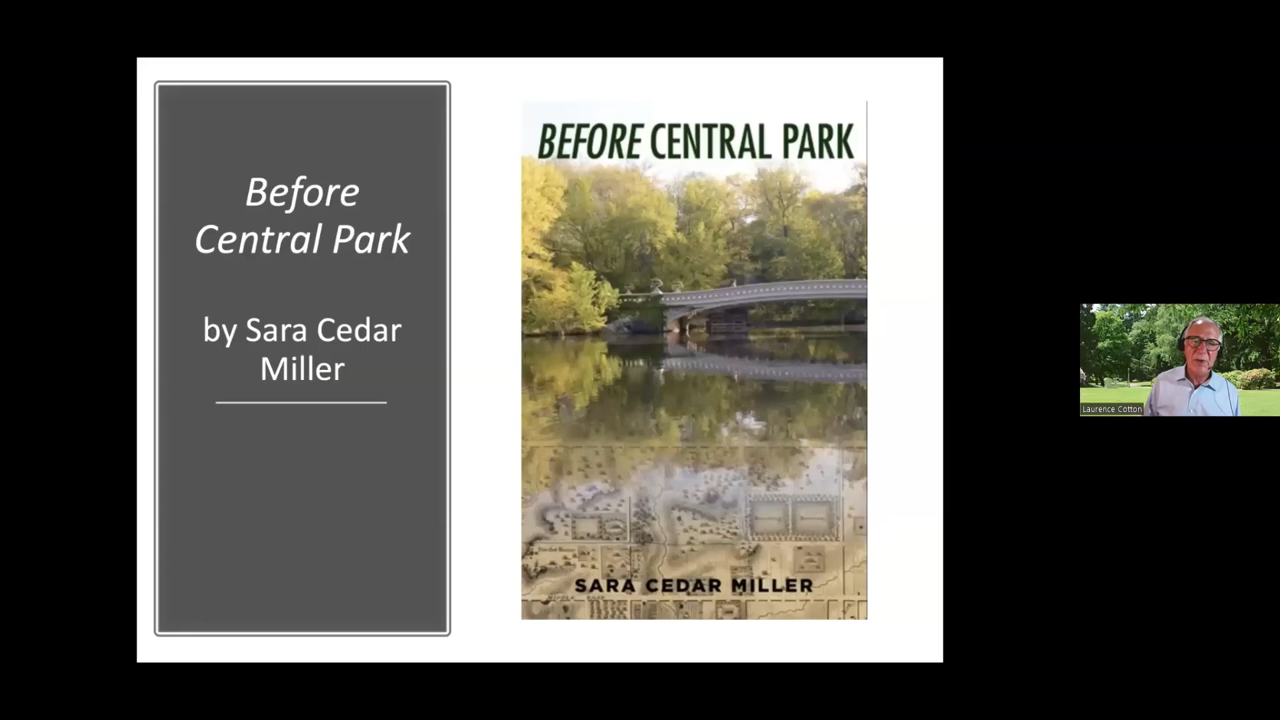 Before
Central Park
by Sara Cedar
Miller
BEFORE CENTRAL PARK
SARA CEDAR MILLER
Laurence Cotton